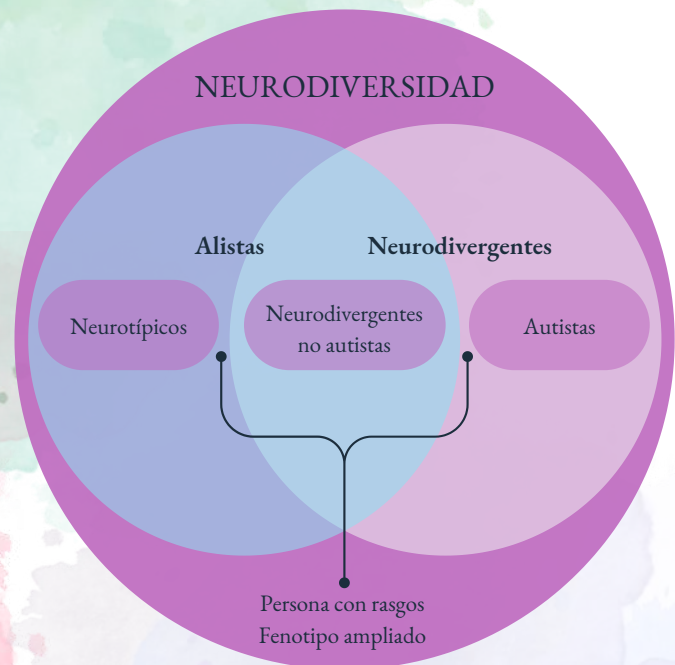 NEURODIVERSIDAD
Alistas
Neurodivergentes
Neurotípicos
Neurodivergentes
no autistas
Autistas
Persona con rasgos
Fenotipo ampliado